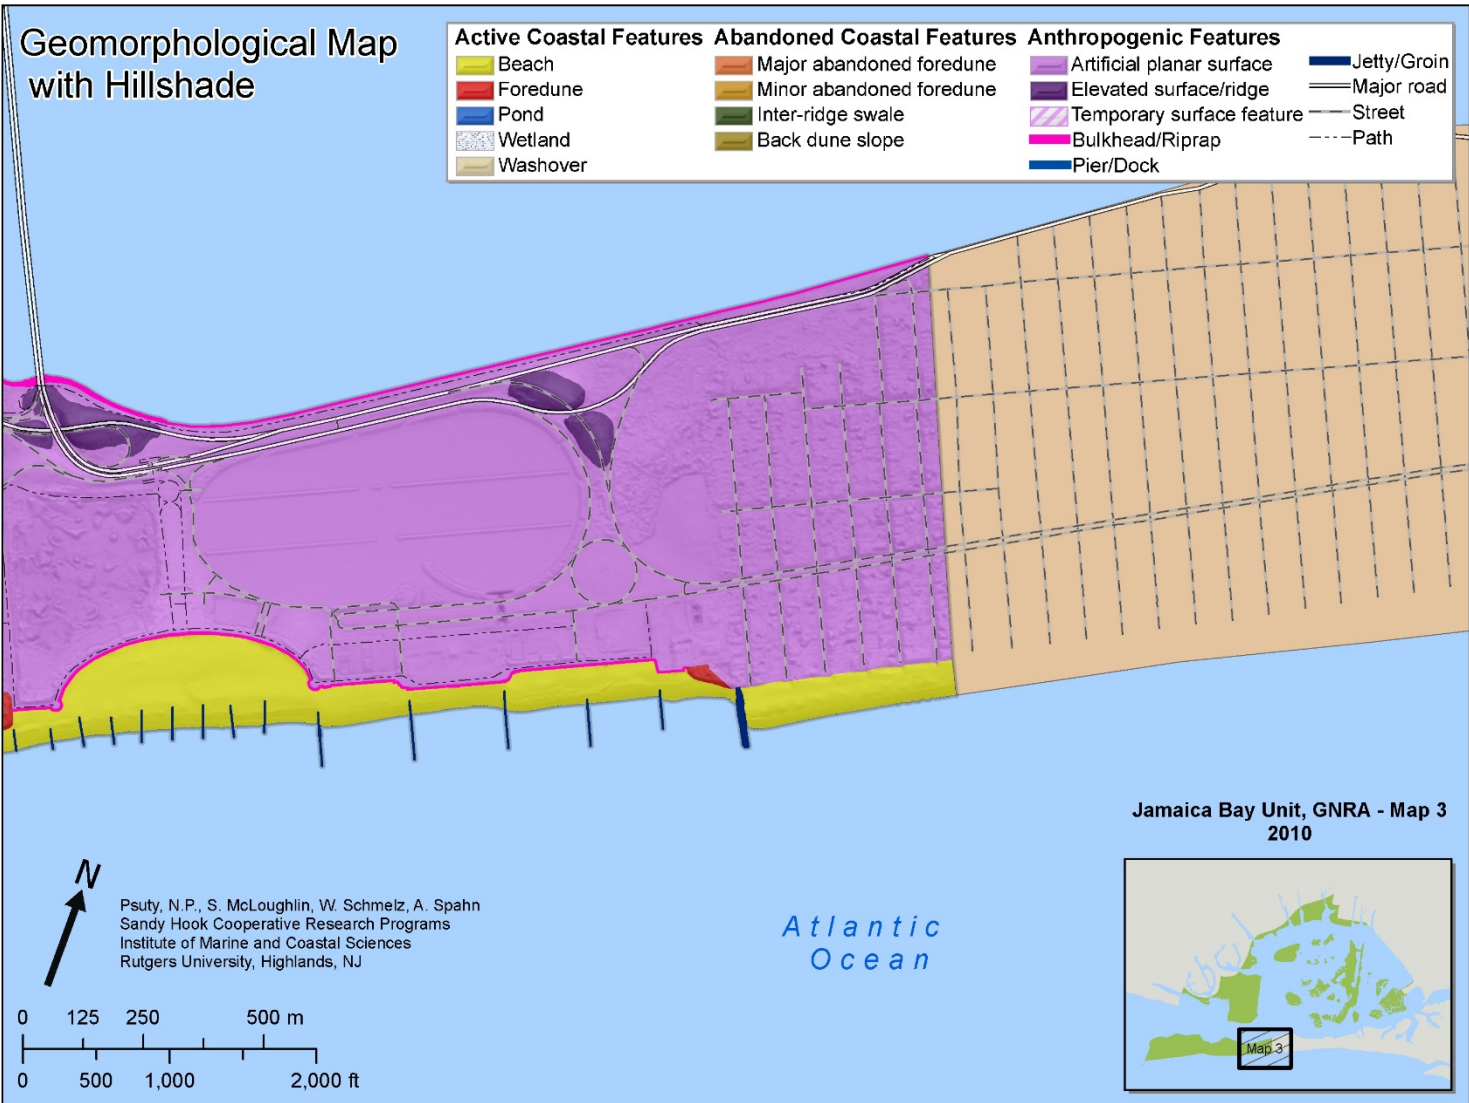 Geomorphological Map
with Hillshade
Active Coastal Features
Beach
Foredune
Pond
Wetland
Washover
Abandoned Coastal Features
Major abandoned foredune
Minor abandoned foredune
Inter-ridge swale
Back dune slope
Anthropogenic Features
Artificial planar surface
Elevated surface/ridge
Temporary surface feature
Bulkhead/Riprap
Pier/Dock
Jetty/Groin
Major road
Street
Path
N
Psuty, N.P., S. McLoughlin, W. Schmelz, A. Spahn
Sandy Hook Cooperative Research Programs
Institute of Marine and Coastal Sciences
Rutgers University, Highlands, NJ
0 125 250 500 m
0 500 1,000 2,000 ft
Atlantic
Ocean
Jamaica Bay Unit, GNRA - Map 3
2010
Map 3